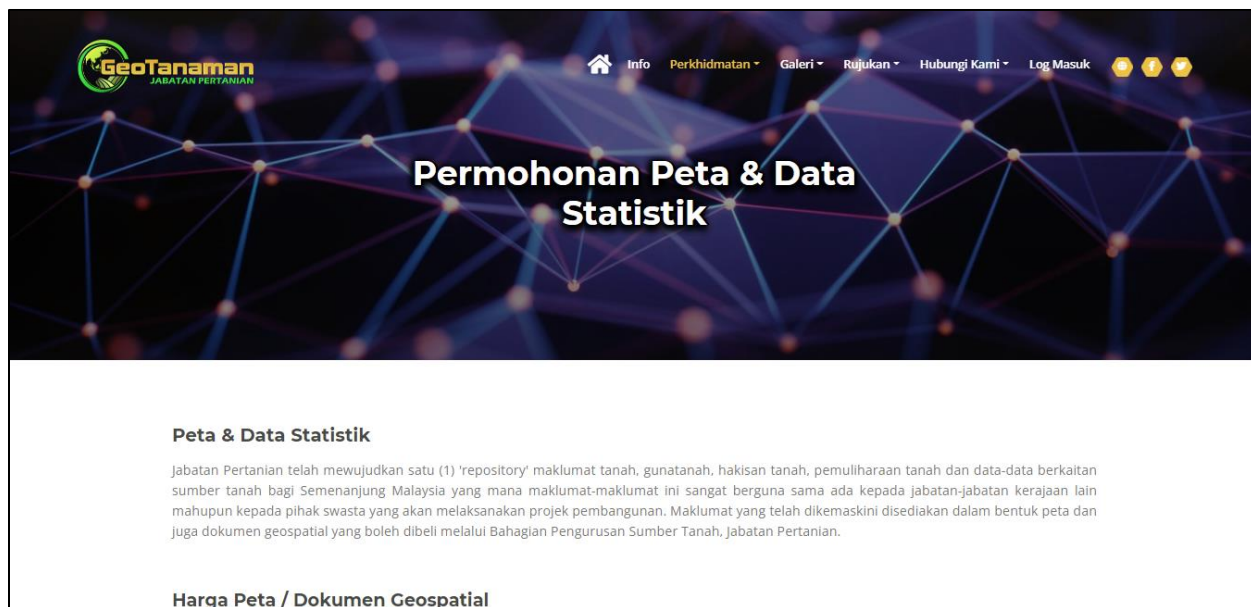 GeoTanaman
JABATAN PERTANIAN
Info Perkhidmatan Galeri Rujukan Hubungi Kami Log Masuk
Permohonan Peta & Data
Statistik
Peta & Data Statistik
Jabatan Pertanian telah mewujudkan satu (1) 'repository' maklumat tanah, gunatanah, hakisan tanah, pemuliharaan tanah dan data-data berkaitan
sumber tanah bagi Semenanjung Malaysia yang mana maklumat-maklumat ini sangat berguna sama ada kepada jabatan-jabatan kerajaan lain
mahupun kepada pihak swasta yang akan melaksanakan projek pembangunan. Maklumat yang telah dikemaskini disediakan dalam bentuk peta dan
juga dokumen geospatial yang boleh dibeli melalui Bahagian Pengurusan Sumber Tanah, Jabatan Pertanian.
Harga Peta / Dokumen Geospatial